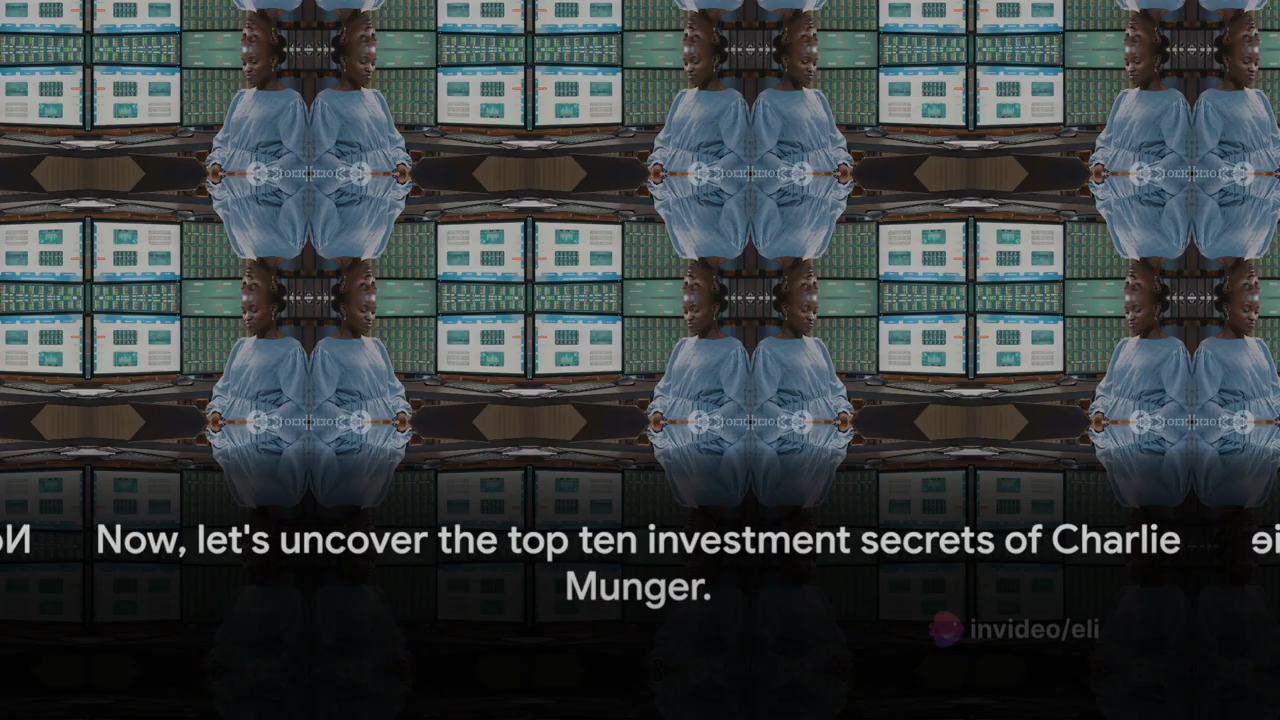 Now, let's uncover the top ten investment secrets of Charlie
Munger.
invideo/eli